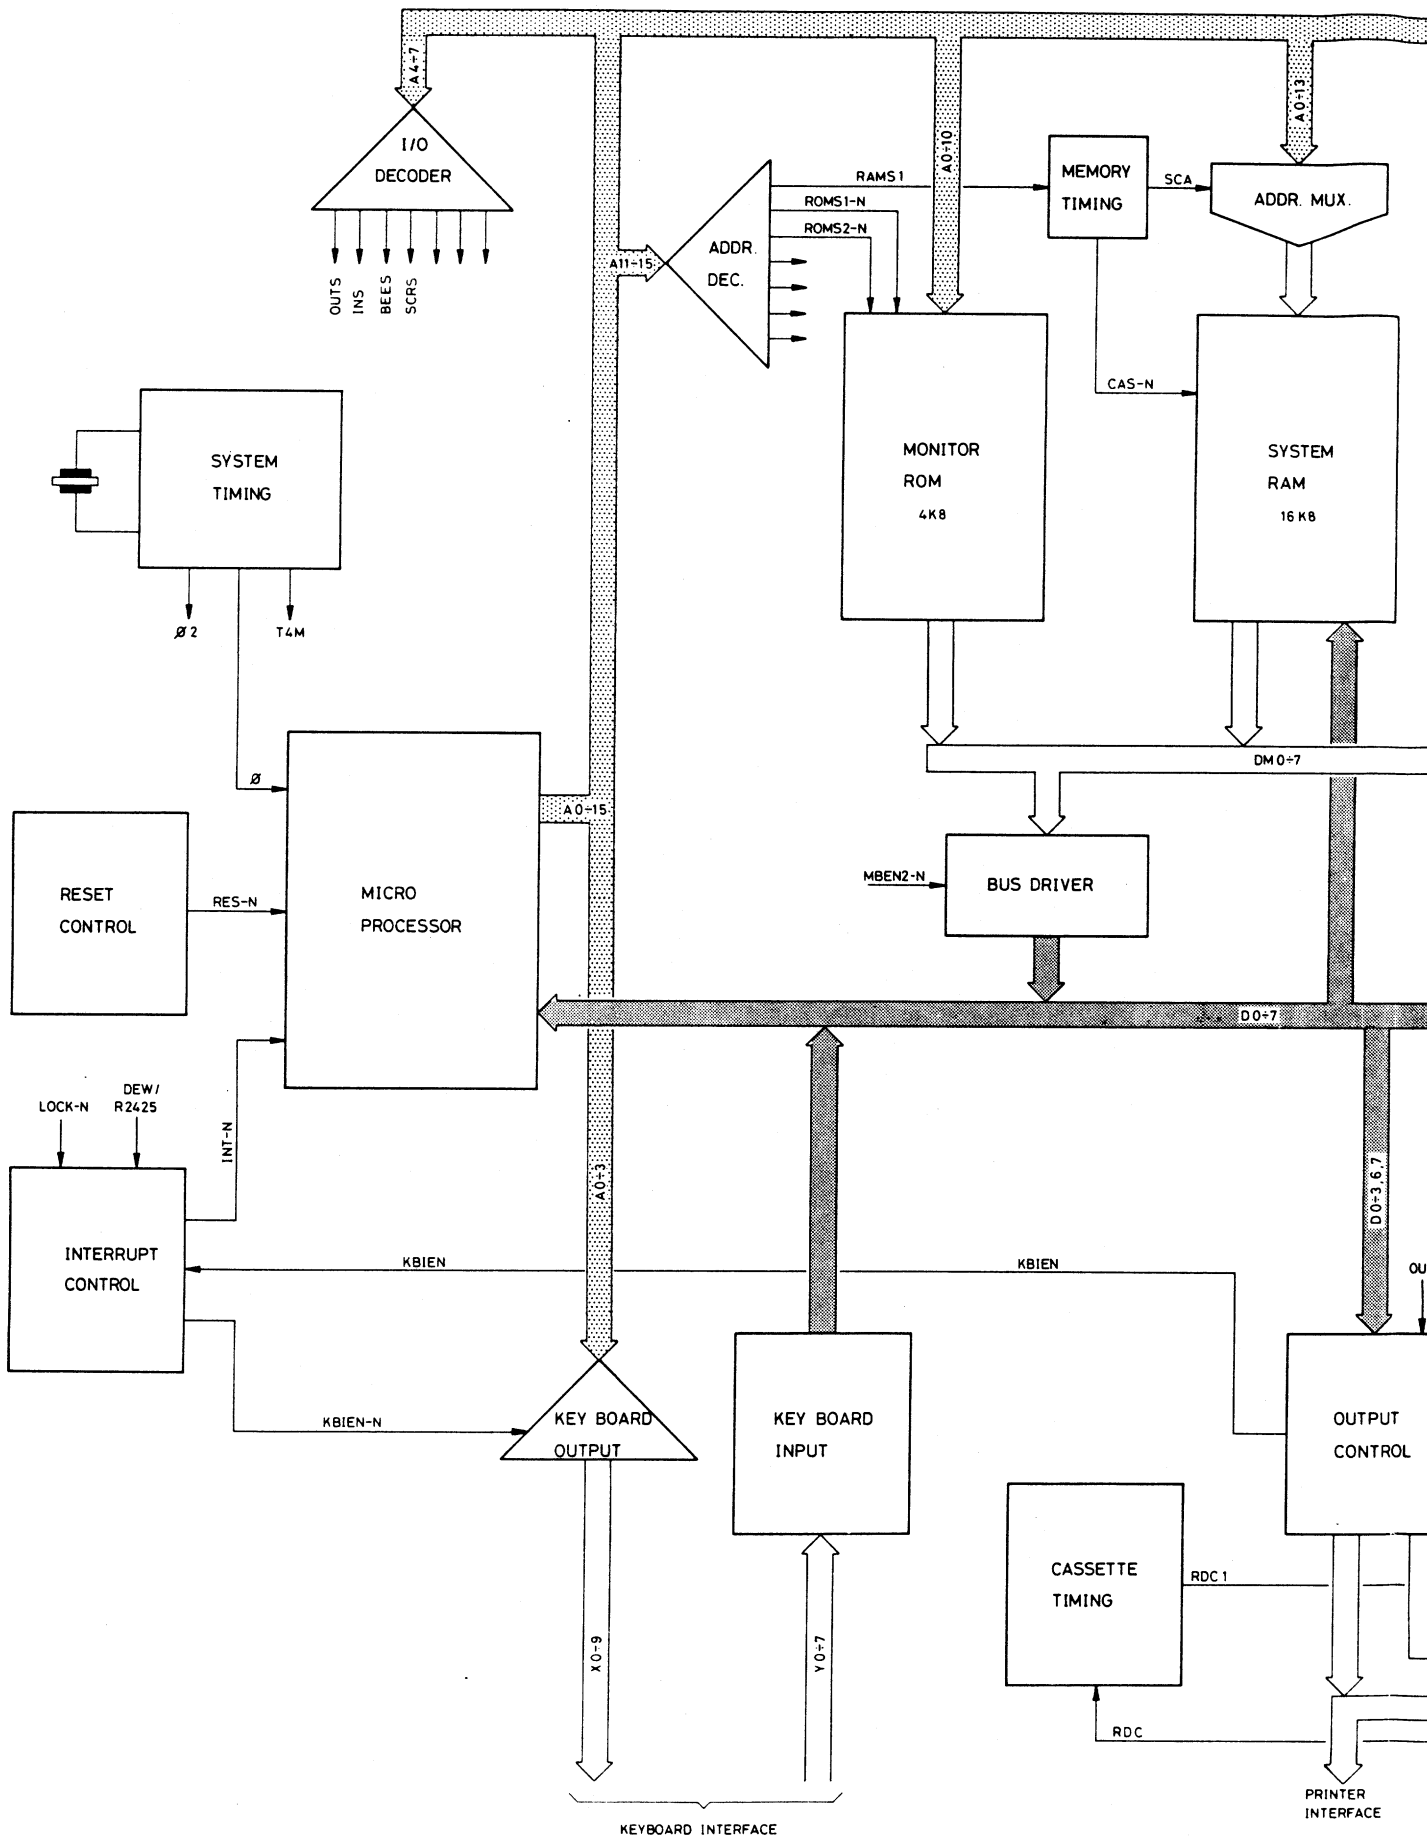 A4÷7
I/O
DECODER
OUTS
INS
BEES
SCRS
A11÷15
ADDR.
DEC.
RAMS1
ROMS1-N
ROMS2-N
A0÷10
MEMORY
TIMING
SCA
A0÷13
ADDR. MUX.
CAS-N
SYSTEM
TIMING
Ø2
T4M
MONITOR
ROM
4K8
SYSTEM
RAM
16K8
Ø
A0÷15
DM0÷7
RESET
CONTROL
RES-N
MICRO
PROCESSOR
MBEN2-N
BUS DRIVER
D0÷7
LOCK-N
DEW/
R2425
INT-N
A0÷3
D0÷3,6,7
INTERRUPT
CONTROL
KBIEN
KBIEN
OU
KBIEN-N
KEY BOARD
OUTPUT
KEY BOARD
INPUT
OUTPUT
CONTROL
CASSETTE
TIMING
RDC1
X0÷9
Y0÷7
RDC
PRINTER
INTERFACE
KEYBOARD INTERFACE